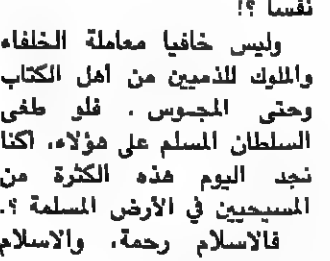 نفسا ؟!
وليس خافيا معاملة الخلفاء
والملوك للذميين من أهل الكتاب
وحتى المجوس . فلو طغى
السلطان المسلم على هؤلاء، اكنا
نجد اليوم هذه الكثرة من
المسيحيين في الأرض المسلمة ؟.
فالاسلام رحمة، والاسلام